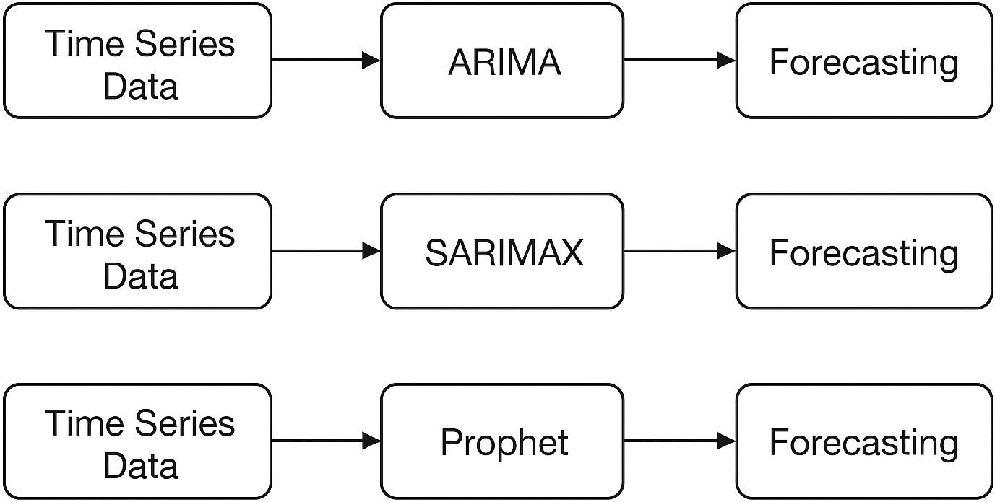 Time Series
Data
ARIMA
Forecasting
Time Series
Data
SARIMAX
Forecasting
Time Series
Data
Prophet
Forecasting